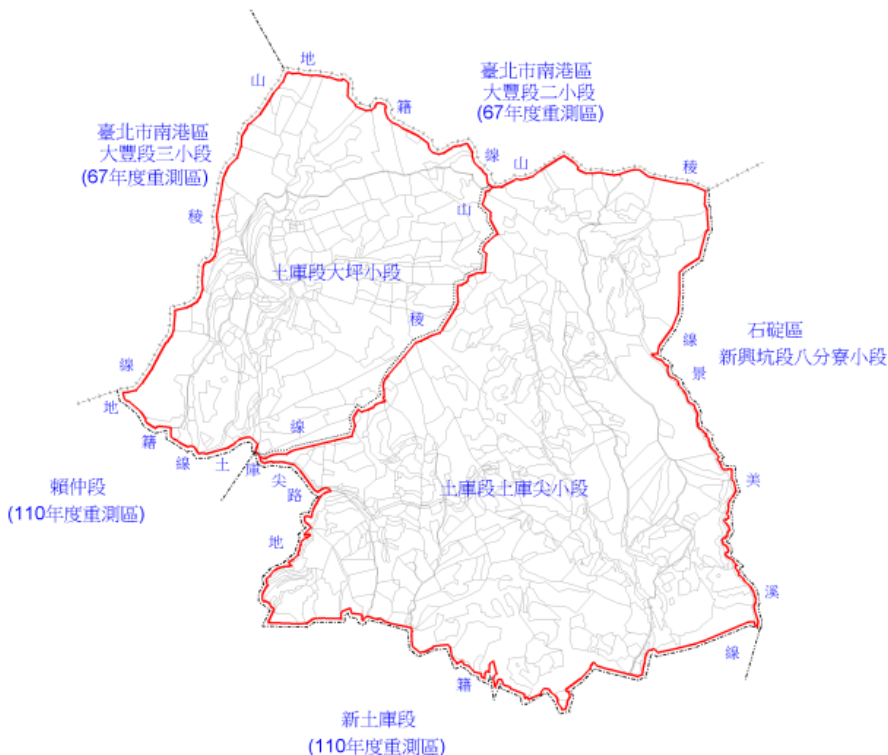 地
山
籍
線
臺北市南港區
大豐段二小段
(67年度重測區)
臺北市南港區
大豐段三小段
(67年度重測區)
山
稜
稜
山
土庫段大坪小段
稜
線
石碇區
新興坑段八分寮小段
景
線
地
線
籍
線
土
庫
尖
路
賴仲段
(110年度重測區)
土庫段土庫尖小段
美
地
溪
線
籍
新土庫段
(110年度重測區)